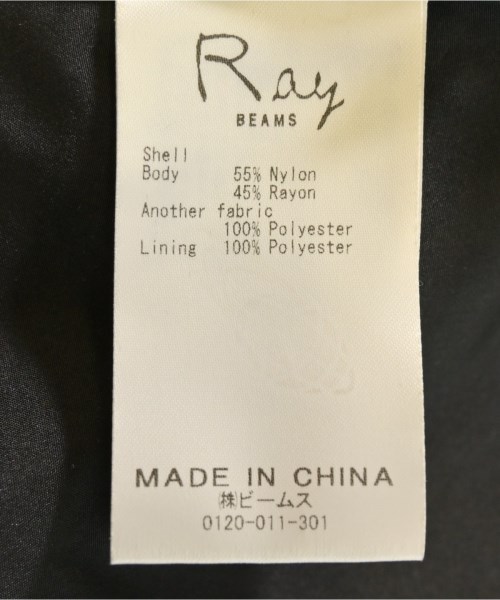 Ray
BEAMS
Shell
Body 55% Nylon
45% Rayon
Another fabric
100% Polyester
Lining 100% Polyester
MADE IN CHINA
㈱ビームス
0120-011-301